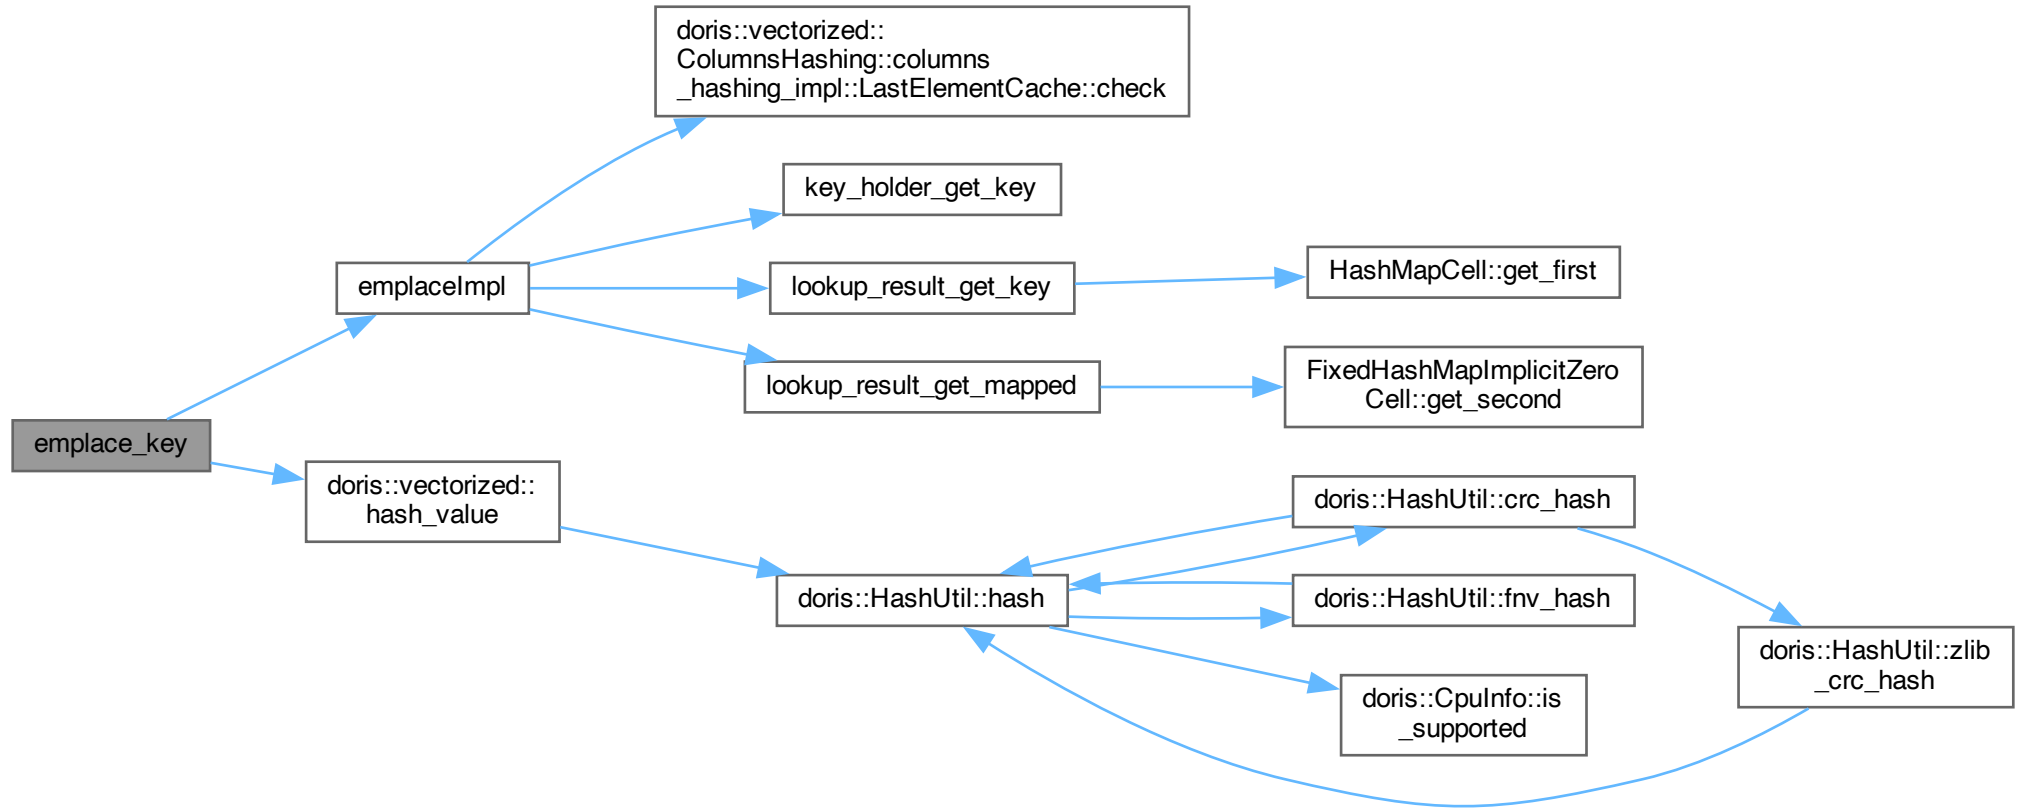 doris::vectorized::
ColumnsHashing::columns
_hashing_impl::LastElementCache::check
key_holder_get_key
emplaceImpl
lookup_result_get_key
HashMapCell::get_first
lookup_result_get_mapped
FixedHashMapImplicitZero
Cell::get_second
emplace_key
doris::vectorized::
hash_value
doris::HashUtil::crc_hash
doris::HashUtil::hash
doris::HashUtil::fnv_hash
doris::HashUtil::zlib
_crc_hash
doris::CpuInfo::is
_supported